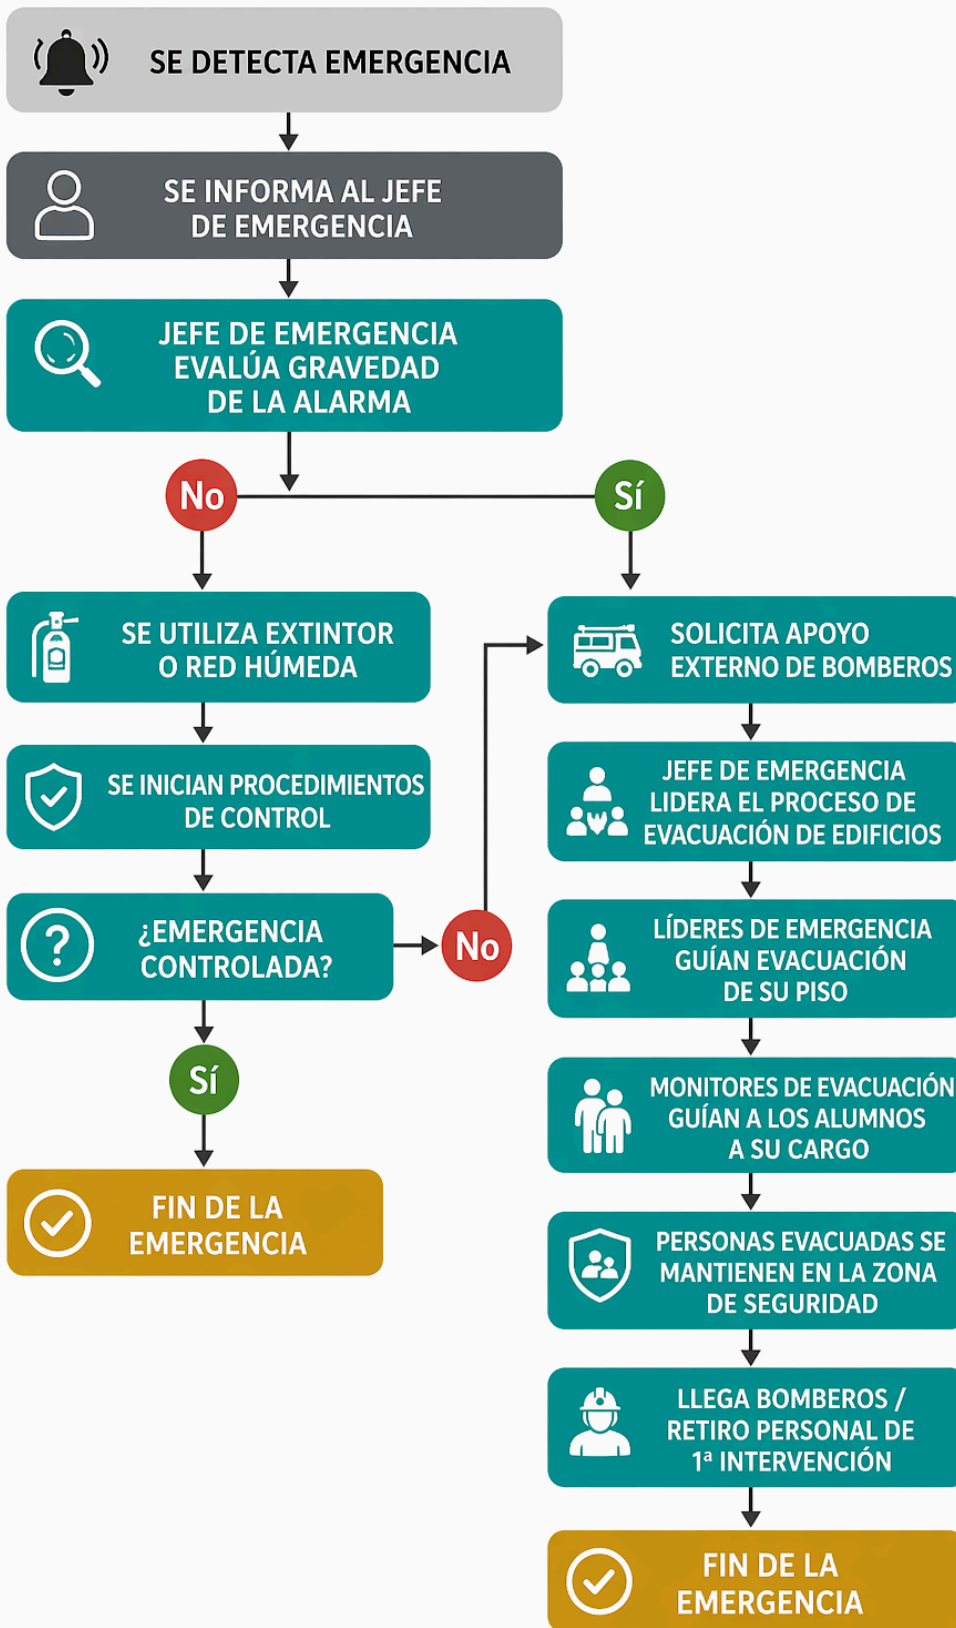 SE DETECTA EMERGENCIA
SE INFORMA AL JEFE
DE EMERGENCIA
JEFE DE EMERGENCIA
EVALÚA GRAVEDAD
DE LA ALARMA
No
Sí
SE UTILIZA EXTINTOR
O RED HÚMEDA
SE INICIAN PROCEDIMIENTOS
DE CONTROL
¿EMERGENCIA
CONTROLADA?
No
Sí
FIN DE LA
EMERGENCIA
SOLICITA APOYO
EXTERNO DE BOMBEROS
JEFE DE EMERGENCIA
LIDERA EL PROCESO DE
EVACUACIÓN DE EDIFICIOS
LÍDERES DE EMERGENCIA
GUÍAN EVACUACIÓN
DE SU PISO
MONITORES DE EVACUACIÓN
GUÍAN A LOS ALUMNOS
A SU CARGO
PERSONAS EVACUADAS SE
MANTIENEN EN LA ZONA
DE SEGURIDAD
LLEGA BOMBEROS /
RETIRO PERSONAL DE
1ª INTERVENCIÓN
FIN DE LA
EMERGENCIA